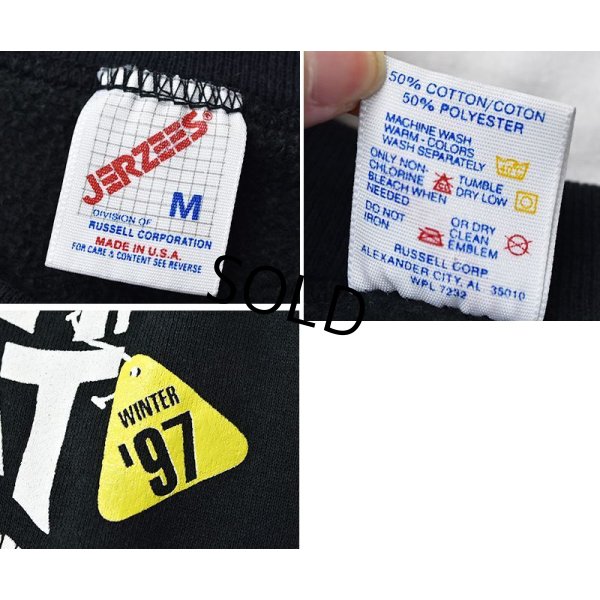 JERZEES®
M
DIVISION OF
RUSSELL CORPORATION
MADE IN U.S.A.
FOR CARE & CONTENT SEE REVERSE
50% COTTON/COTON
50% POLYESTER
MACHINE WASH
WARM - COLORS
WASH SEPARATELY
ONLY NON-
CHLORINE
BLEACH WHEN
NEEDED
TUMBLE
DRY LOW
DO NOT
IRON
OR DRY
CLEAN
EMBLEM
RUSSELL CORP
ALEXANDER CITY, AL 35010
WPL 7232
SOLD
WINTER
'97